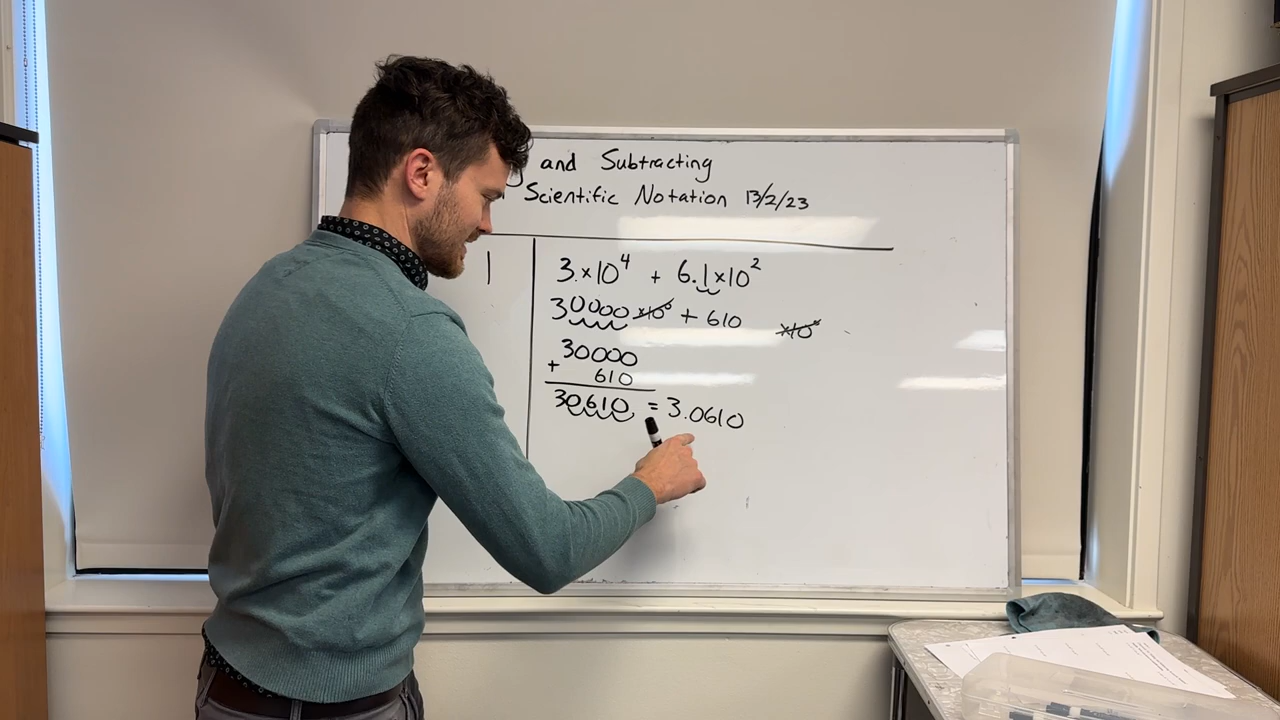 and Subtracting
Scientific Notation 13/2/23
1
3.×10⁴ + 6.1×10²
30000 ×10⁰ + 610 ×10⁰
30000
+ 610
30610 = 3.0610